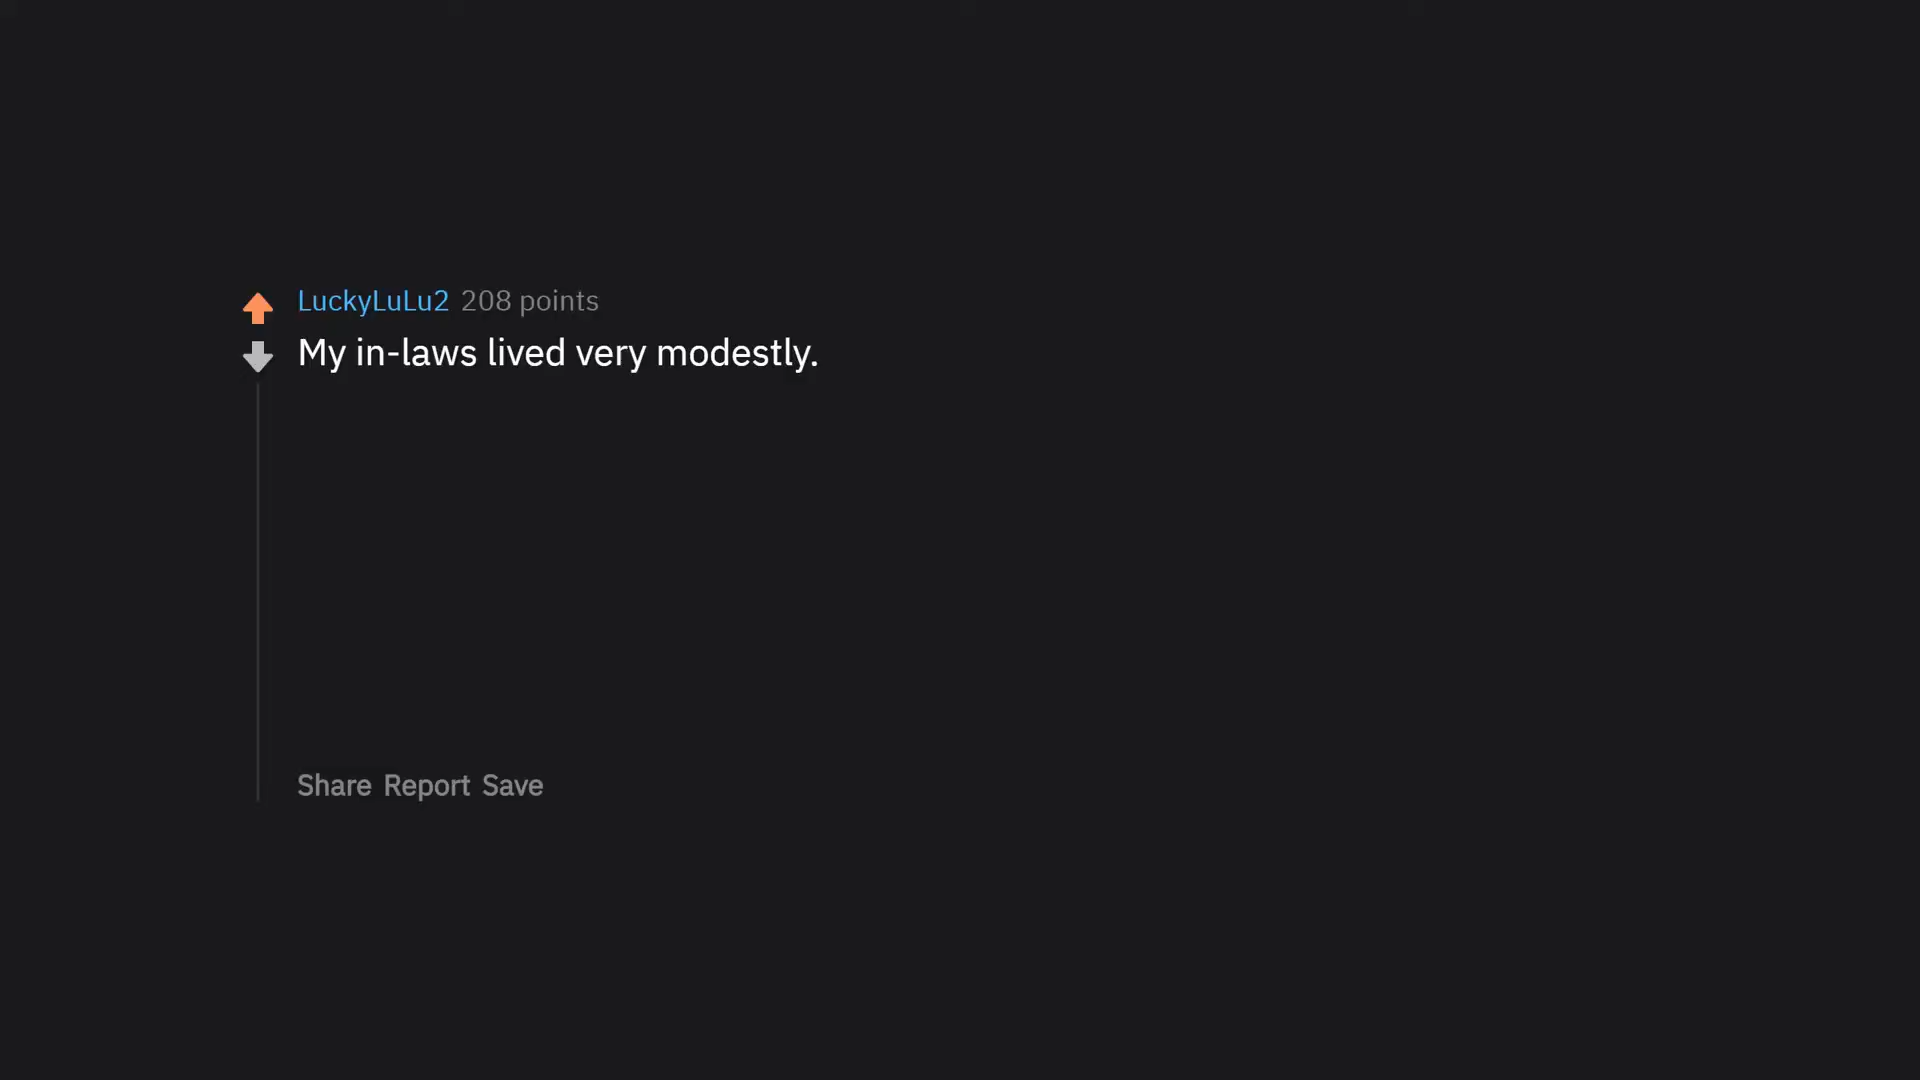 LuckyLuLu2 208 points
My in-laws lived very modestly.
Share Report Save